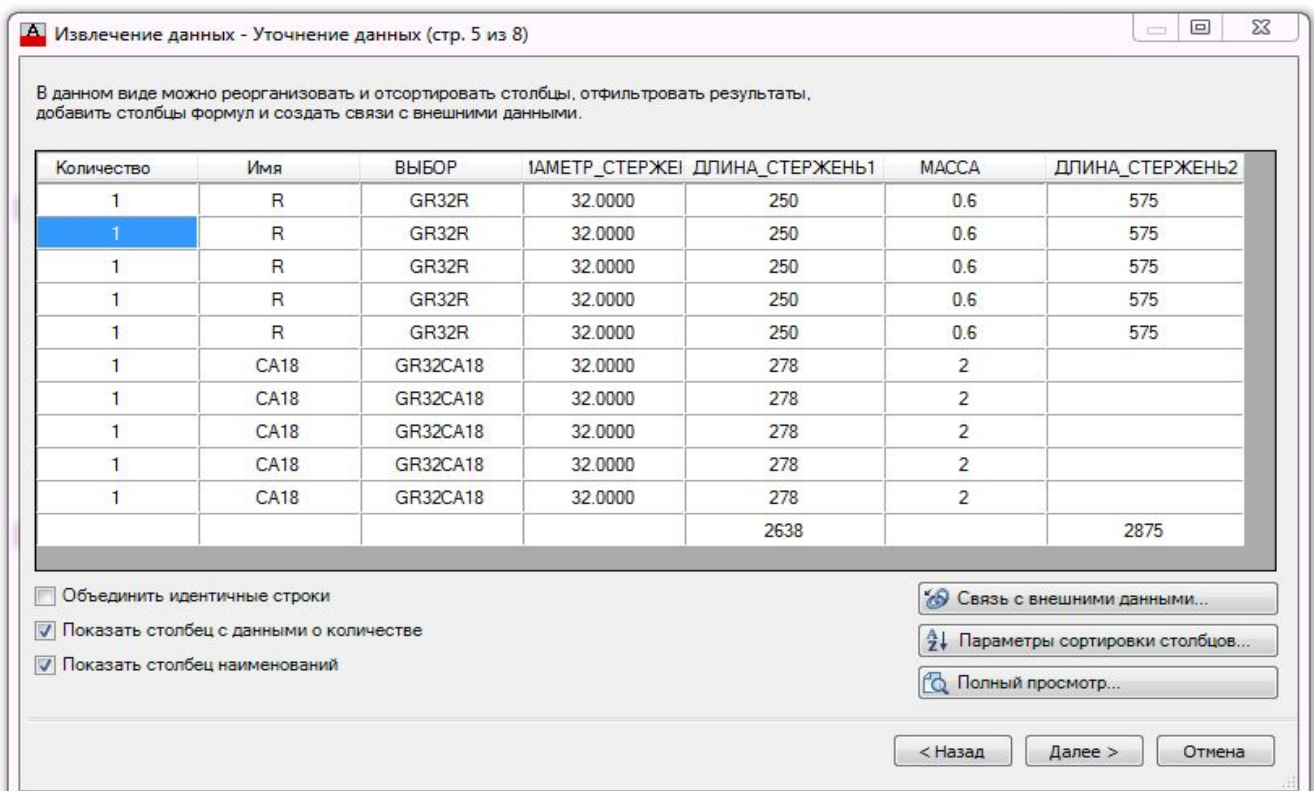 Извлечение данных - Уточнение данных (стр. 5 из 8)
В данном виде можно реорганизовать и отсортировать столбцы, отфильтровать результаты,
добавить столбцы формул и создать связи с внешними данными.
Количество Имя ВЫБОР ІАМЕТР_СТЕРЖЕІ ДЛИНА_СТЕРЖЕНЬ1 МАССА ДЛИНА_СТЕРЖЕНЬ2
1 R GR32R 32.0000 250 0.6 575
1 R GR32R 32.0000 250 0.6 575
1 R GR32R 32.0000 250 0.6 575
1 R GR32R 32.0000 250 0.6 575
1 R GR32R 32.0000 250 0.6 575
1 CA18 GR32CA18 32.0000 278 2
1 CA18 GR32CA18 32.0000 278 2
1 CA18 GR32CA18 32.0000 278 2
1 CA18 GR32CA18 32.0000 278 2
1 CA18 GR32CA18 32.0000 278 2
2638 2875
Объединить идентичные строки
Показать столбец с данными о количестве
Показать столбец наименований
Связь с внешними данными...
Параметры сортировки столбцов...
Полный просмотр...
< Назад Далее > Отмена